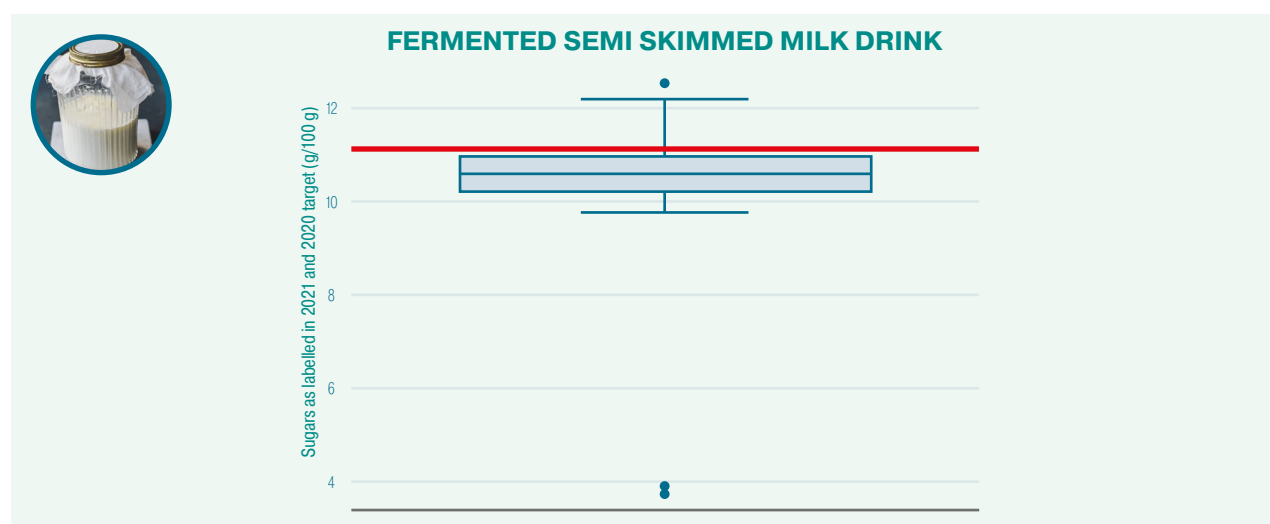 FERMENTED SEMI SKIMMED MILK DRINK
Sugars as labelled in 2021 and 2020 target (g/100 g)
12
10
8
6
4